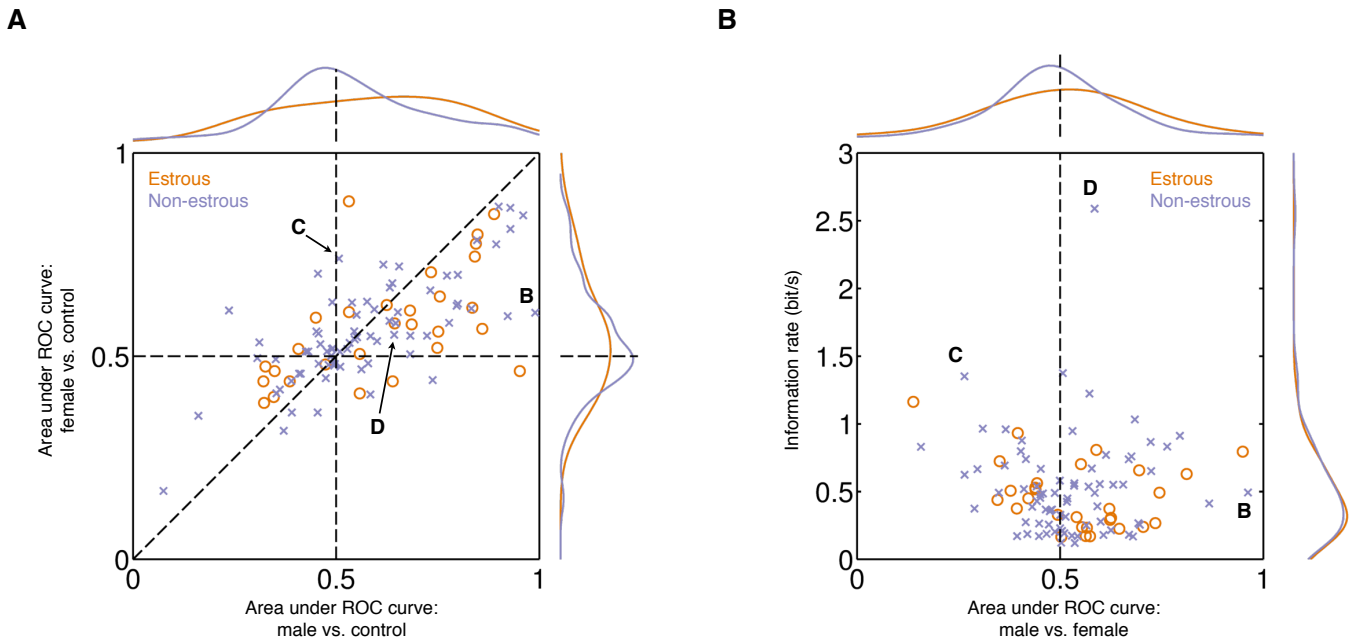 A
Estrous
Non-estrous
C
B
D
1
0.5
0
0
0.5
1
Area under ROC curve:
female vs. control
Area under ROC curve:
male vs. control
B
Estrous
Non-estrous
D
C
B
3
2.5
2
1.5
1
0.5
0
0
0.5
1
Information rate (bit/s)
Area under ROC curve:
male vs. female